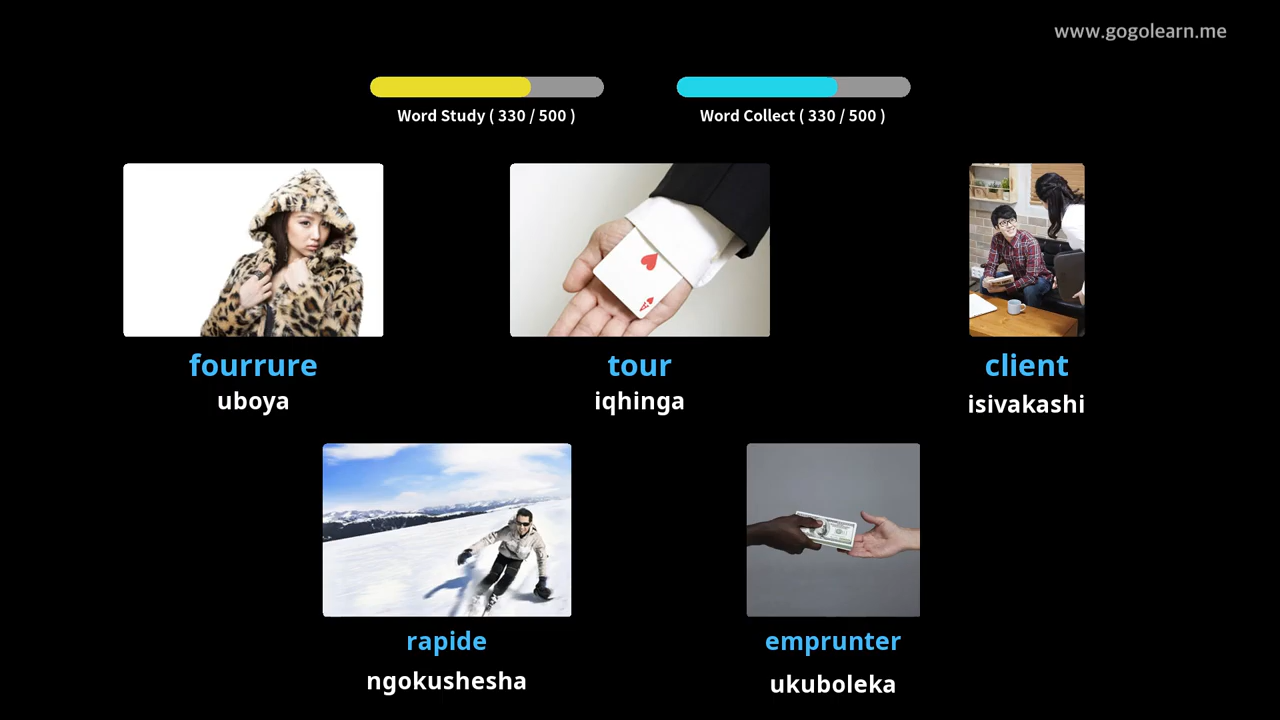 www.gogolearn.me
Word Study ( 330 / 500 )
Word Collect ( 330 / 500 )
fourrure
uboya
tour
iqhinga
client
isivakashi
rapide
ngokushesha
emprunter
ukuboleka